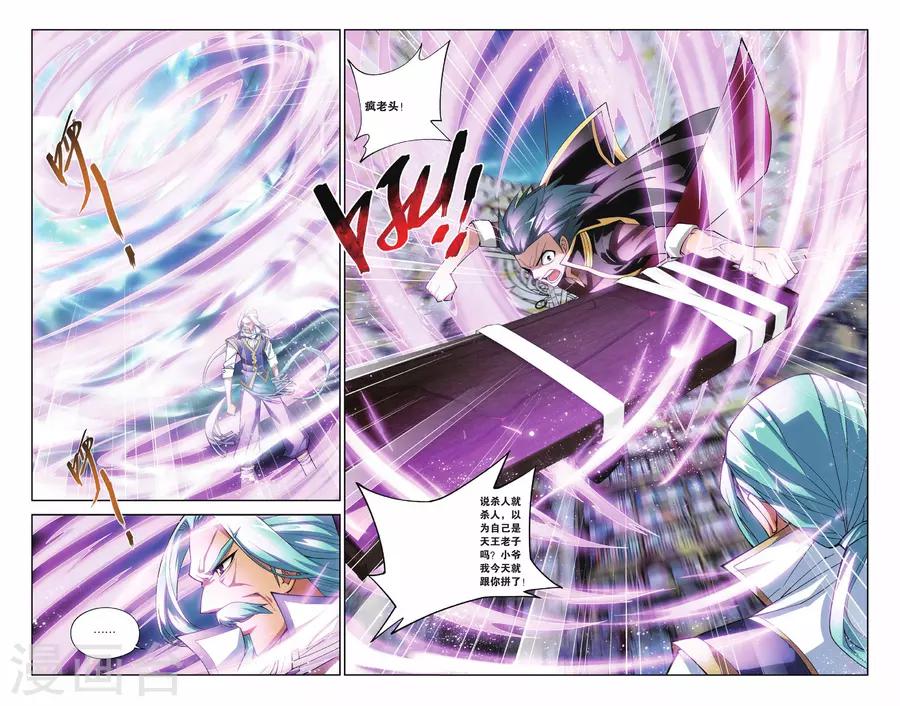 呼——
呼——
……
疯老头！
说杀人就
杀人，以
为自己是
天王老子
吗？小爷
我今天就
跟你拼了！
漫画台